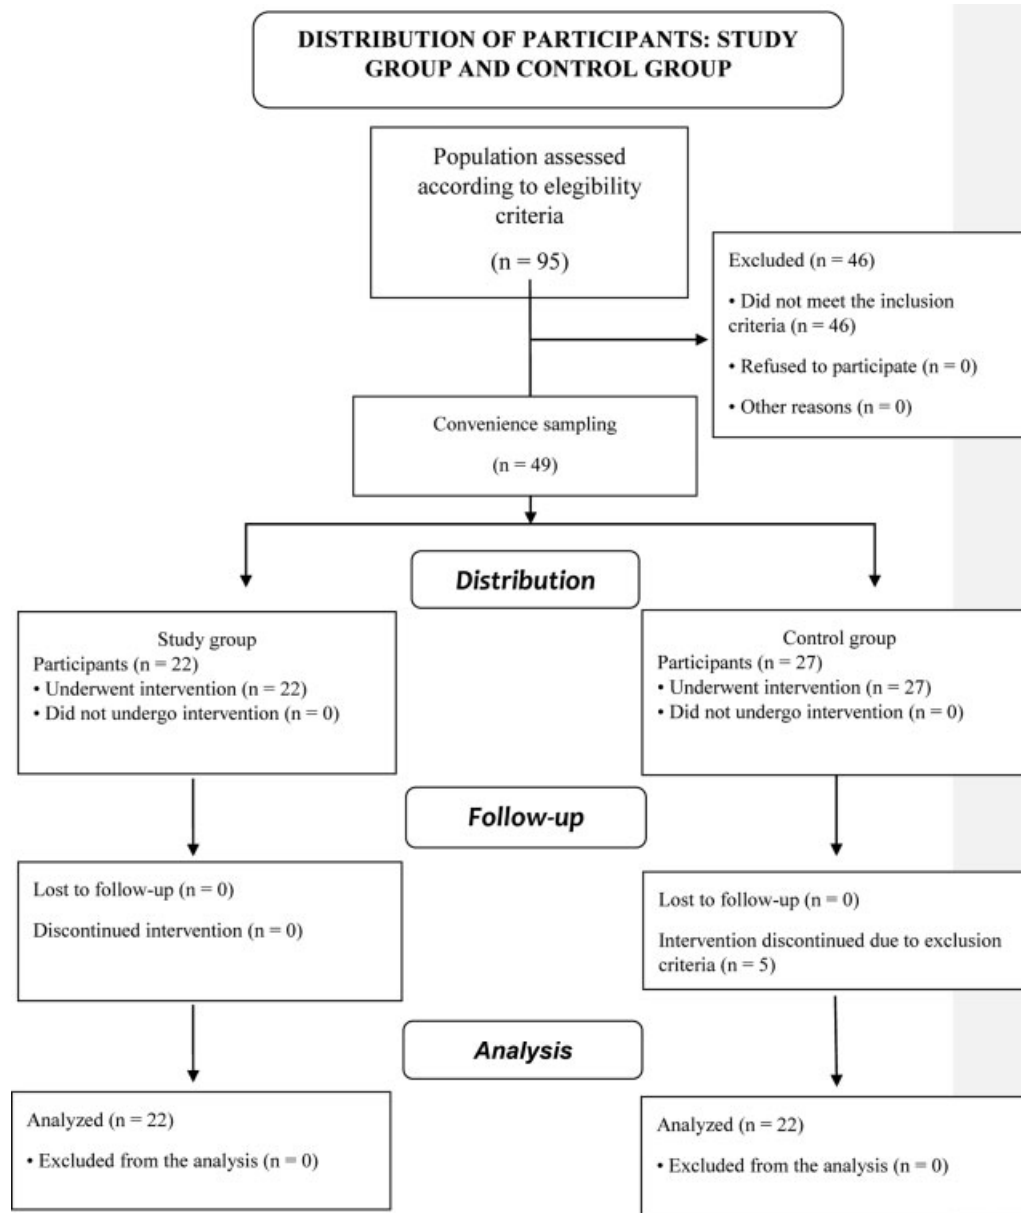 DISTRIBUTION OF PARTICIPANTS: STUDY
GROUP AND CONTROL GROUP
Population assessed
according to elegibility
criteria
(n = 95)
Excluded (n = 46)
• Did not meet the inclusion
criteria (n = 46)
• Refused to participate (n = 0)
• Other reasons (n = 0)
Convenience sampling
(n = 49)
Distribution
Study group
Participants (n = 22)
• Underwent intervention (n = 22)
• Did not undergo intervention (n = 0)
Control group
Participants (n = 27)
• Underwent intervention (n = 27)
• Did not undergo intervention (n = 0)
Follow-up
Lost to follow-up (n = 0)
Discontinued intervention (n = 0)
Lost to follow-up (n = 0)
Intervention discontinued due to exclusion
criteria (n = 5)
Analysis
Analyzed (n = 22)
• Excluded from the analysis (n = 0)
Analyzed (n = 22)
• Excluded from the analysis (n = 0)